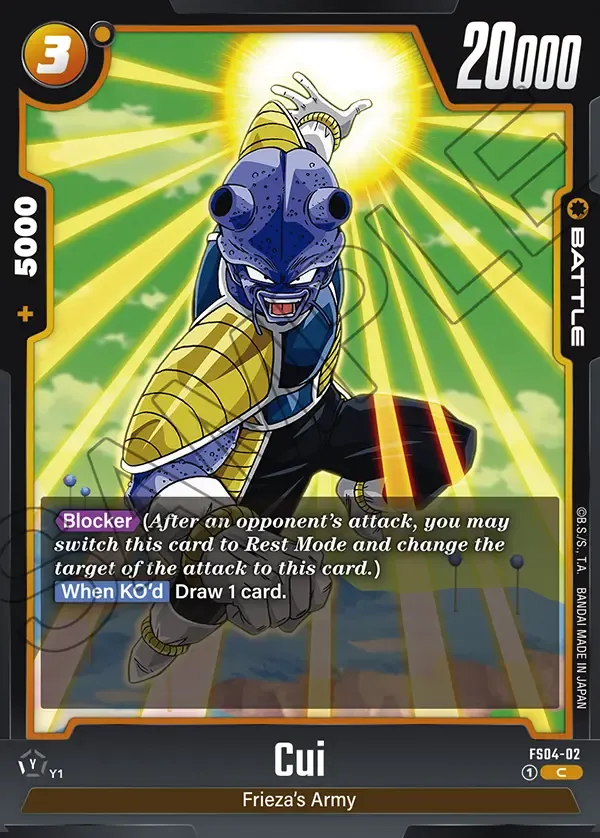 3
20000
+ 5000
BATTLE
SAMPLE
Blocker (After an opponent's attack, you may
switch this card to Rest Mode and change the
target of the attack to this card.)
When KO'd Draw 1 card.
©B.S./S., T.A. BANDAI MADE IN JAPAN
Y Y1
Cui
FS04-02
1 C
Frieza's Army